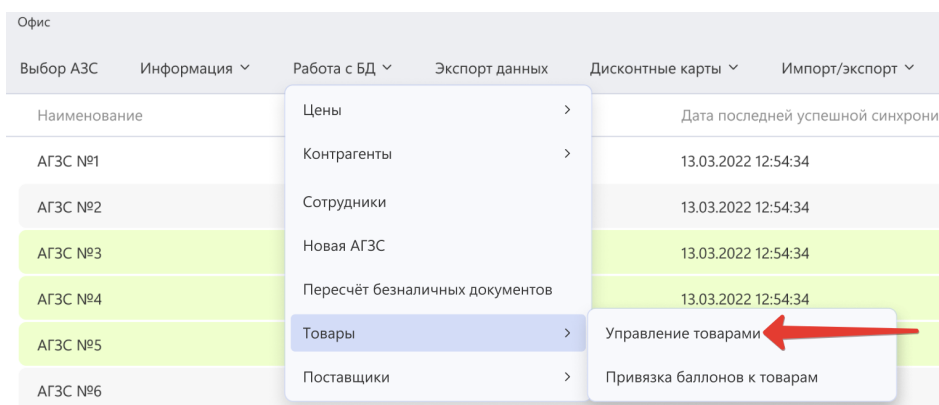 Офис
Выбор АЗС Информация Работа с БД Экспорт данных Дисконтные карты Импорт/экспорт
Наименование Цены Дата последней успешной синхрони
АГЗС №1 Контрагенты 13.03.2022 12:54:34
АГЗС №2 Сотрудники 13.03.2022 12:54:34
АГЗС №3 Новая АГЗС 13.03.2022 12:54:34
АГЗС №4 Пересчёт безналичных документов 13.03.2022 12:54:34
АГЗС №5 Товары Управление товарами
АГЗС №6 Поставщики Привязка баллонов к товарам